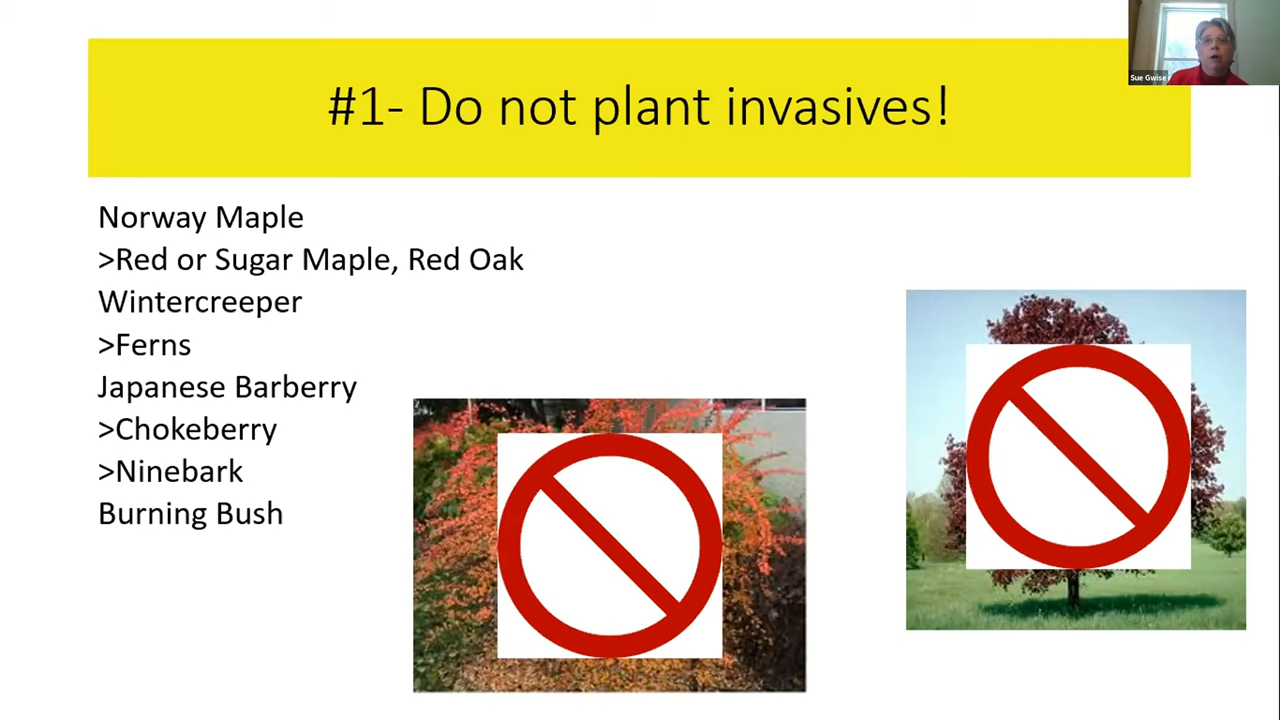 #1- Do not plant invasives!
Sue Gwise
Norway Maple
>Red or Sugar Maple, Red Oak
Wintercreeper
>Ferns
Japanese Barberry
>Chokeberry
>Ninebark
Burning Bush